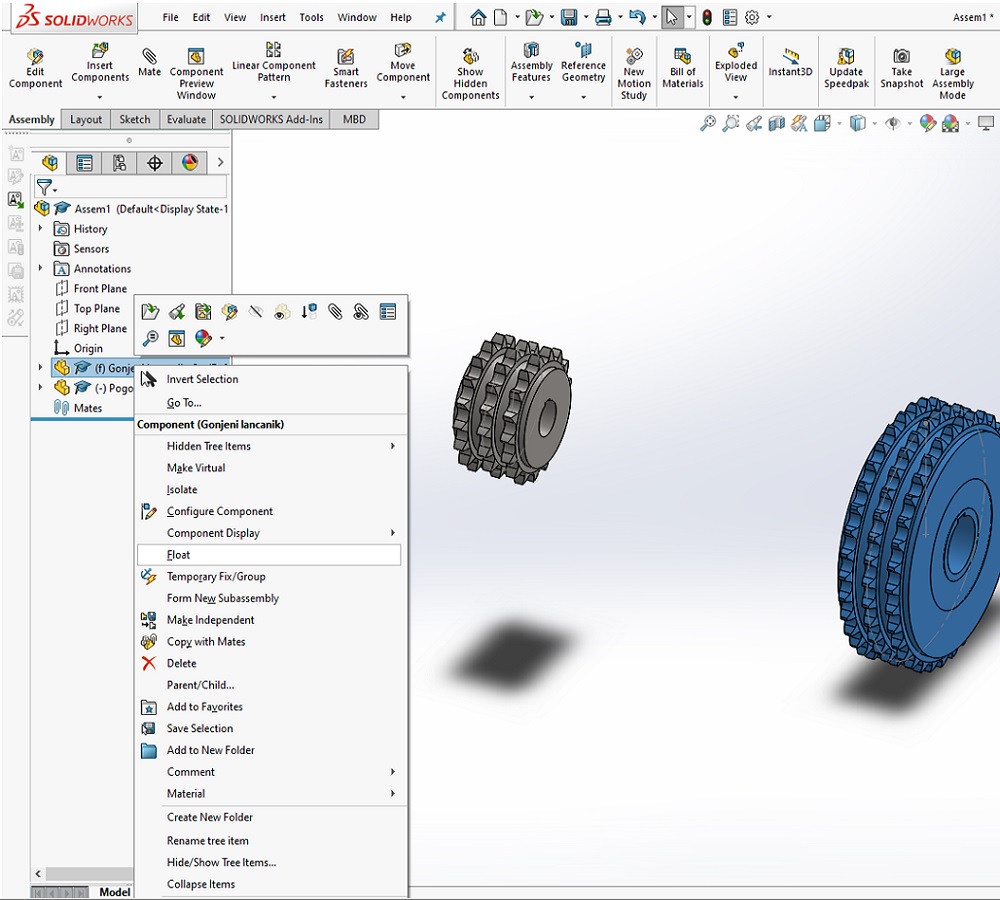 SOLIDWORKS File Edit View Insert Tools Window Help Assem1 *
Edit Component
Insert Components
Mate
Component Preview Window
Linear Component Pattern
Smart Fasteners
Move Component
Show Hidden Components
Assembly Features
Reference Geometry
New Motion Study
Bill of Materials
Exploded View
Instant3D
Update Speedpak
Take Snapshot
Large Assembly Mode
Assembly Layout Sketch Evaluate SOLIDWORKS Add-Ins MBD
Assem1 (Default<Display State-1
History
Sensors
Annotations
Front Plane
Top Plane
Right Plane
Origin
(f) Gonje
(-) Pogo
Mates
Invert Selection
Go To...
Component (Gonjeni lancanik)
Hidden Tree Items
Make Virtual
Isolate
Configure Component
Component Display
Float
Temporary Fix/Group
Form New Subassembly
Make Independent
Copy with Mates
Delete
Parent/Child...
Add to Favorites
Save Selection
Add to New Folder
Comment
Material
Create New Folder
Rename tree item
Hide/Show Tree Items...
Collapse Items
Model